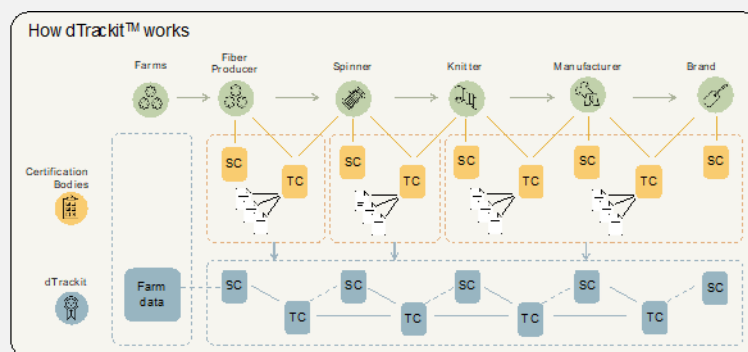 How dTrackit™ works
Farms
Fiber
Producer
Spinner
Knitter
Manufacturer
Brand
Certification
Bodies
SC
TC
SC
TC
SC
TC
SC
TC
SC
dTrackit
Farm
data
SC
TC
SC
TC
SC
TC
SC
TC
SC